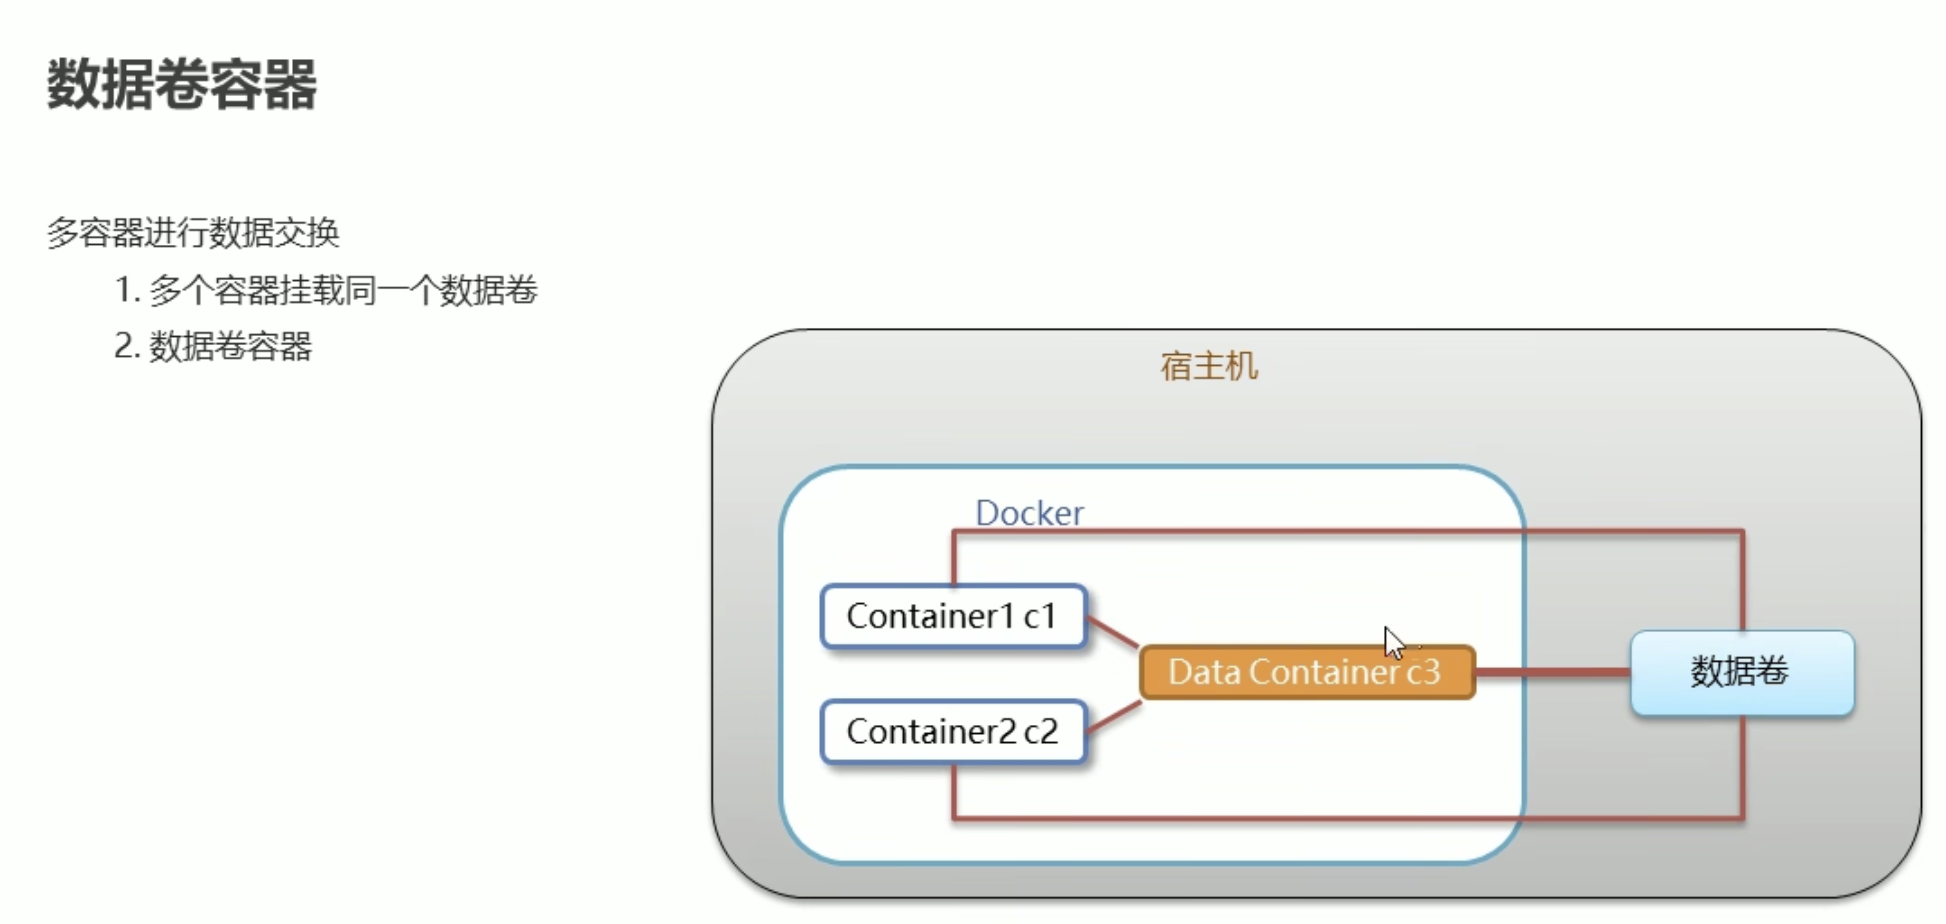 数据卷容器
多容器进行数据交换
1. 多个容器挂载同一个数据卷
2. 数据卷容器
宿主机
Docker
Container1 c1
Data Container c3
数据卷
Container2 c2